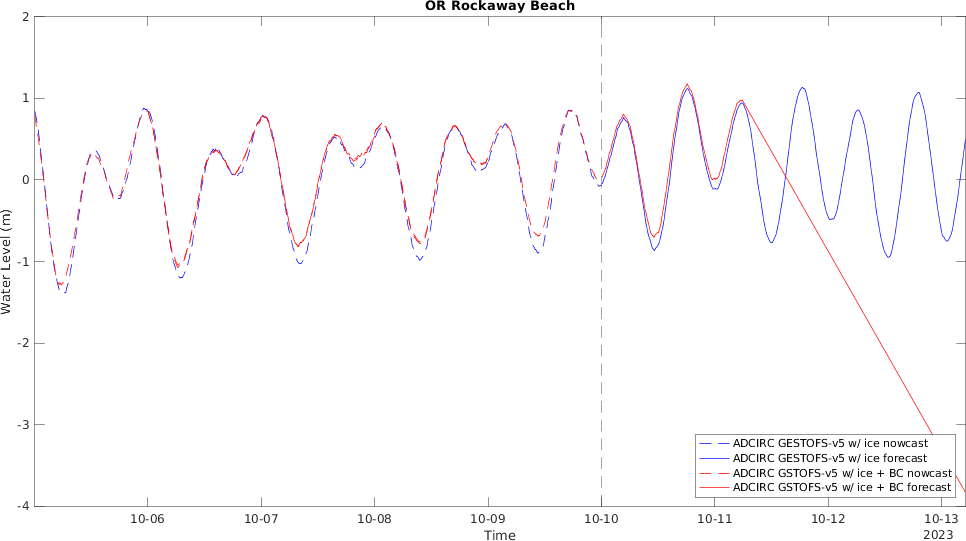 OR Rockaway Beach
2
1
0
-1
-2
-3
-4
Water Level (m)
ADCIRC GESTOFS-v5 w/ ice nowcast
ADCIRC GESTOFS-v5 w/ ice forecast
ADCIRC GSTOFS-v5 w/ ice + BC nowcast
ADCIRC GSTOFS-v5 w/ ice + BC forecast
10-06 10-07 10-08 10-09 10-10 10-11 10-12 10-13
Time 2023